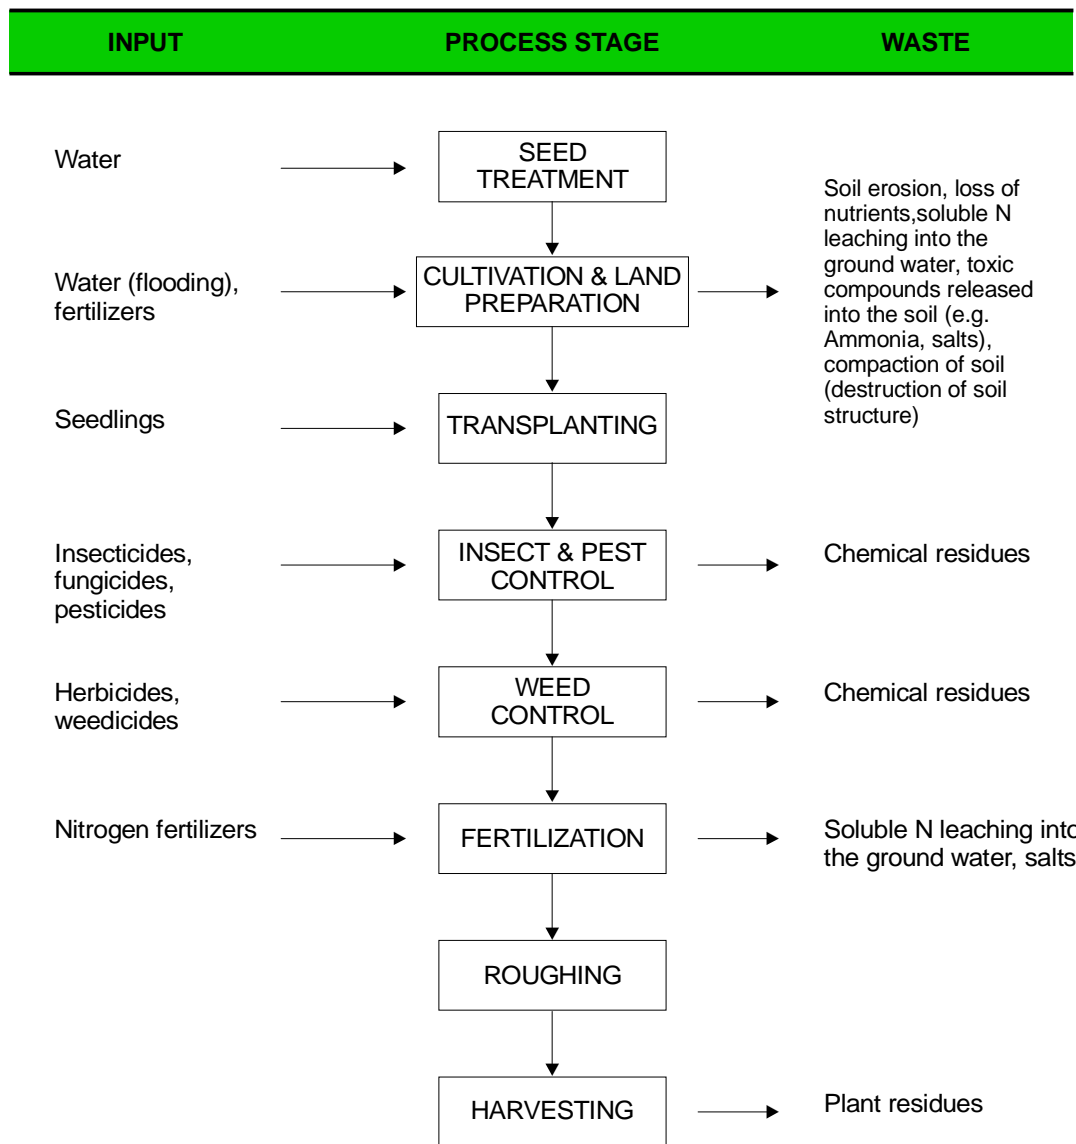 INPUT PROCESS STAGE WASTE
Water
SEED
TREATMENT
Water (flooding),
fertilizers
CULTIVATION & LAND
PREPARATION
Soil erosion, loss of
nutrients,soluble N
leaching into the
ground water, toxic
compounds released
into the soil (e.g.
Ammonia, salts),
compaction of soil
(destruction of soil
structure)
Seedlings
TRANSPLANTING
Insecticides,
fungicides,
pesticides
INSECT & PEST
CONTROL
Chemical residues
Herbicides,
weedicides
WEED
CONTROL
Chemical residues
Nitrogen fertilizers
FERTILIZATION
Soluble N leaching into
the ground water, salts
ROUGHING
HARVESTING
Plant residues